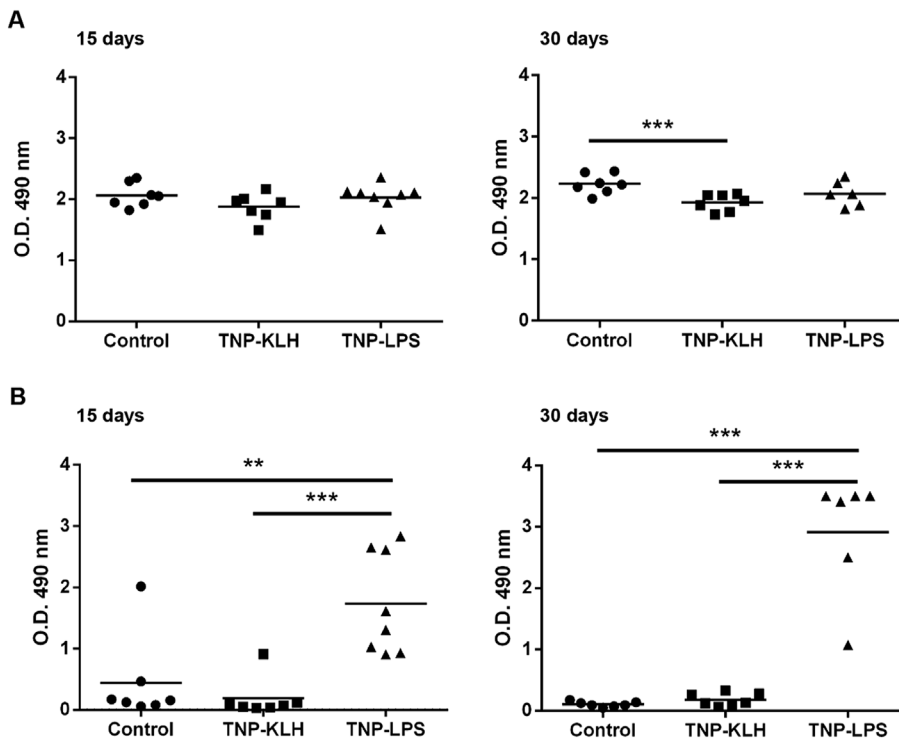 A
15 days
O.D. 490 nm
4
3
2
1
0
Control TNP-KLH TNP-LPS
30 days
***
O.D. 490 nm
4
3
2
1
0
Control TNP-KLH TNP-LPS
B
15 days
**
***
O.D. 490 nm
4
3
2
1
0
Control TNP-KLH TNP-LPS
30 days
***
***
O.D. 490 nm
4
3
2
1
0
Control TNP-KLH TNP-LPS